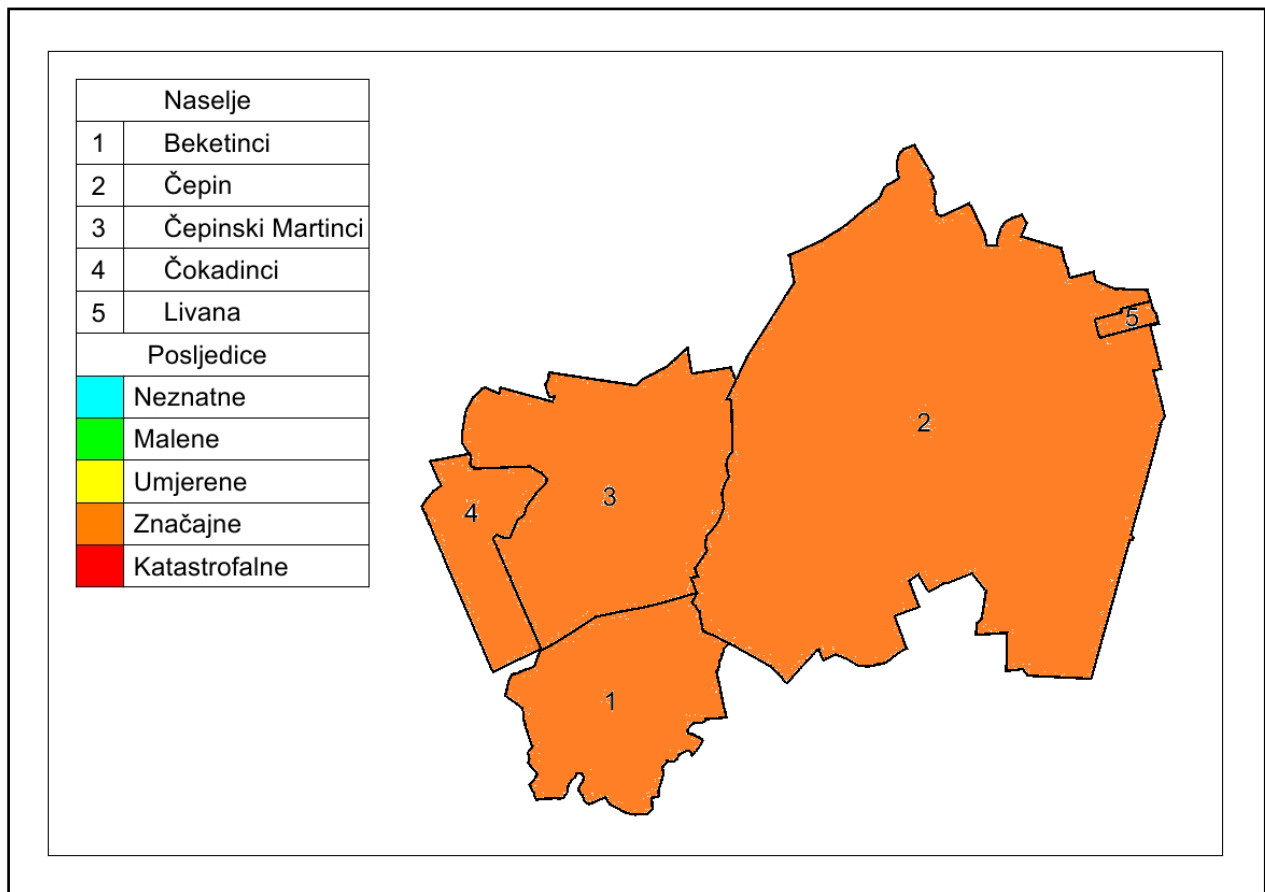 Naselje
1 Beketinci
2 Čepin
3 Čepinski Martinci
4 Čokadinci
5 Livana
Posljedice
Neznatne
Malene
Umjerene
Značajne
Katastrofalne
5
2
3
4
1